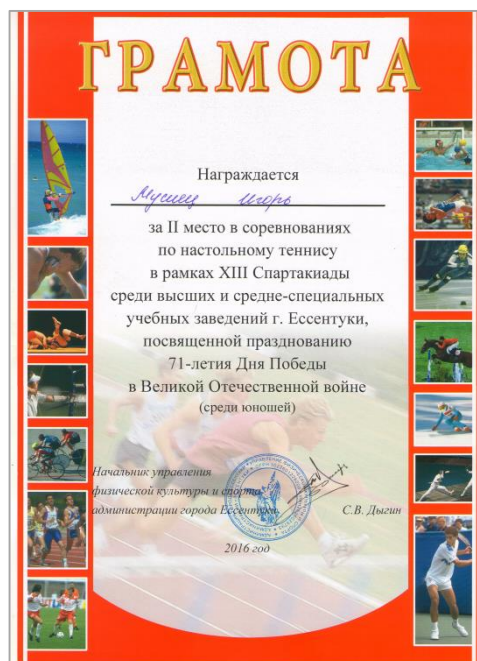 ГРАМОТА
Награждается
Игорь
за II место в соревнованиях
по настольному теннису
в рамках XIII Спартакиады
среди высших и средне-специальных
учебных заведений г. Ессентуки,
посвященной празднованию
71-летия Дня Победы
в Великой Отечественной войне
(среди юношей)
Начальник управления
физической культуры и спорта
администрации города Ессентуки
С.В. Дыгин
2016 год